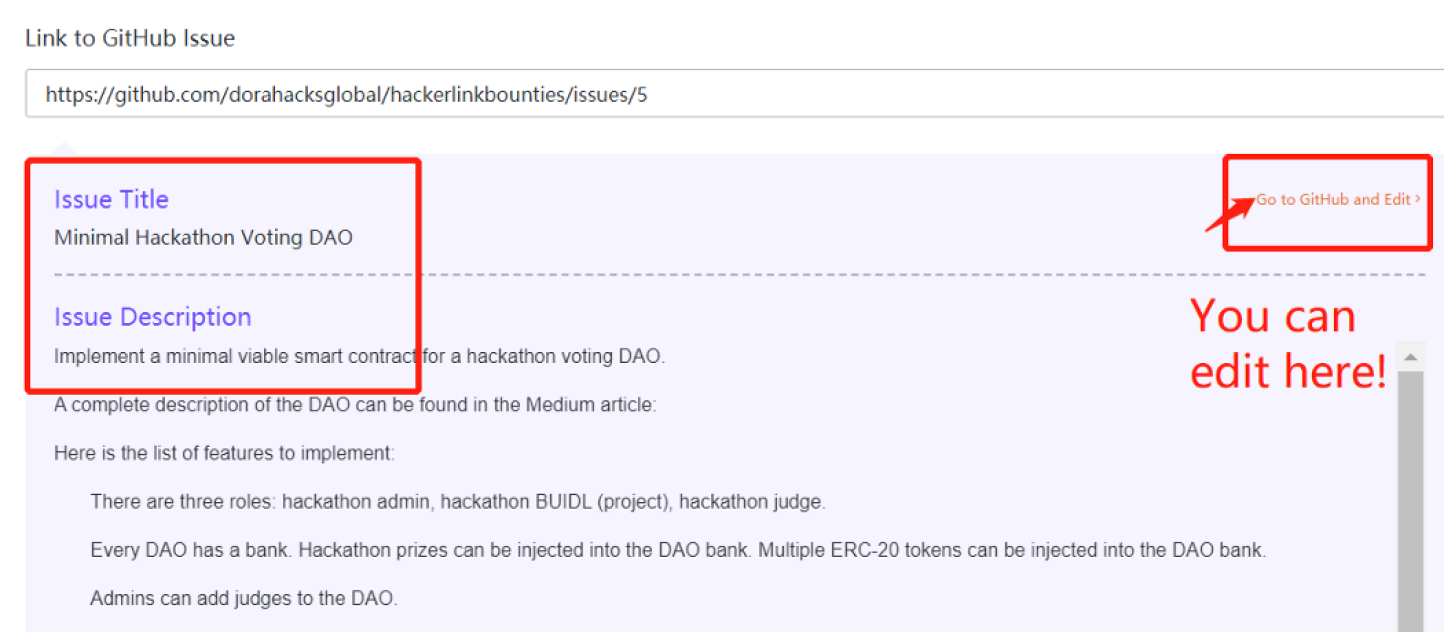 Link to GitHub Issue
https://github.com/dorahacksglobal/hackerlinkbounties/issues/5
Issue Title
Go to GitHub and Edit >
Minimal Hackathon Voting DAO
Issue Description
You can
edit here!
Implement a minimal viable smart contract for a hackathon voting DAO.
A complete description of the DAO can be found in the Medium article:
Here is the list of features to implement:
There are three roles: hackathon admin, hackathon BUIDL (project), hackathon judge.
Every DAO has a bank. Hackathon prizes can be injected into the DAO bank. Multiple ERC-20 tokens can be injected into the DAO bank.
Admins can add judges to the DAO.